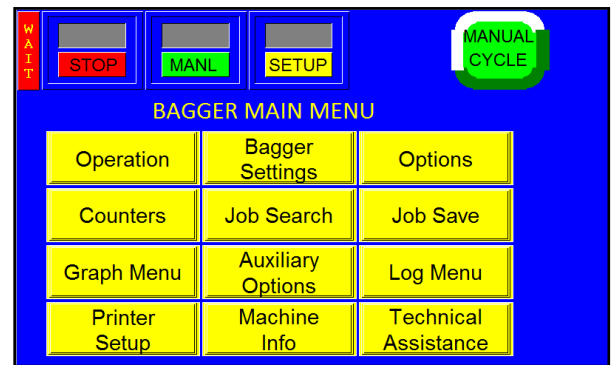 WAIT
STOP
MANL
SETUP
MANUAL
CYCLE
BAGGER MAIN MENU
Operation
Bagger
Settings
Options
Counters
Job Search
Job Save
Graph Menu
Auxiliary
Options
Log Menu
Printer
Setup
Machine
Info
Technical
Assistance